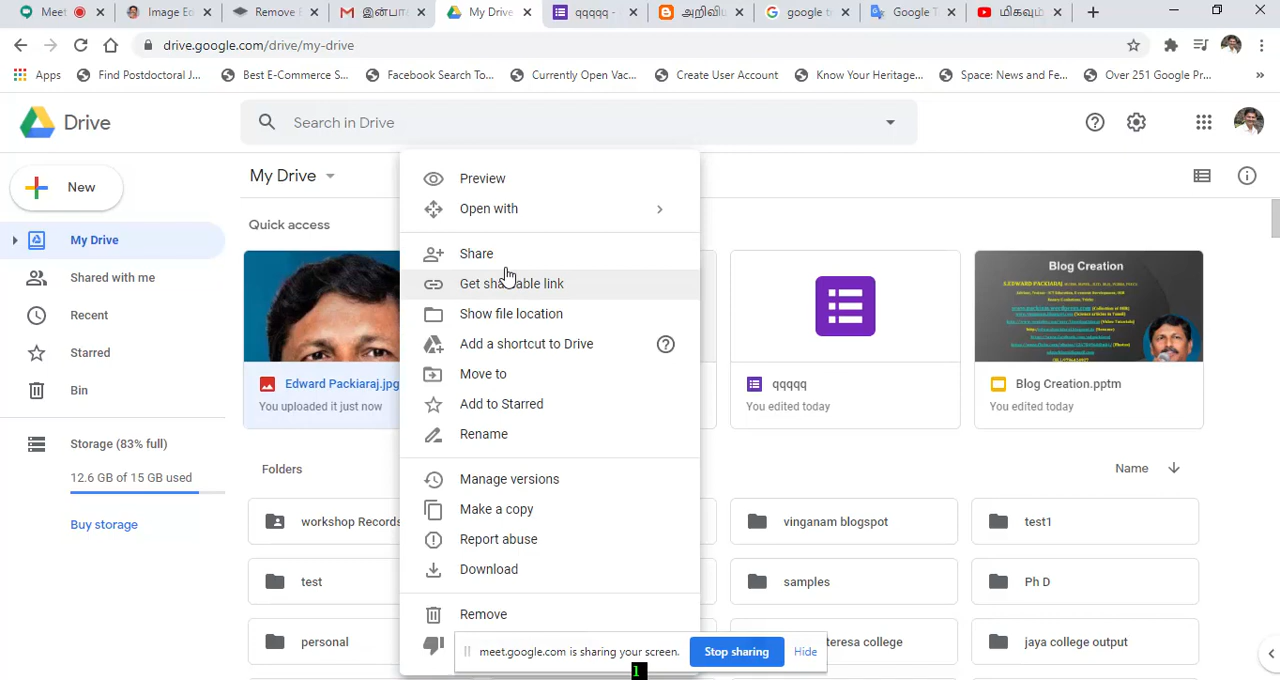 Meet
Image Ed
Remove B
இன்பா
My Drive
qqqqq -
அறிவிய
google t
Google T
மிகவும்
drive.google.com/drive/my-drive
Apps
Find Postdoctoral J...
Best E-Commerce S...
Facebook Search To...
Currently Open Vac...
Create User Account
Know Your Heritage...
Space: News and Fe...
Over 251 Google Pr...
Drive
Search in Drive
New
My Drive
My Drive
Shared with me
Recent
Starred
Bin
Storage (83% full)
12.6 GB of 15 GB used
Buy storage
Quick access
Edward Packiaraj.jpg
You uploaded it just now
Preview
Open with
Share
Get shareable link
Show file location
Add a shortcut to Drive
Move to
Add to Starred
Rename
Manage versions
Make a copy
Report abuse
Download
Remove
qqqqq
You edited today
Blog Creation
Blog Creation.pptm
You edited today
Folders
Name
workshop Records
vinganam blogspot
test1
test
samples
Ph D
personal
teresa college
jaya college output
meet.google.com is sharing your screen.
Stop sharing
Hide
1